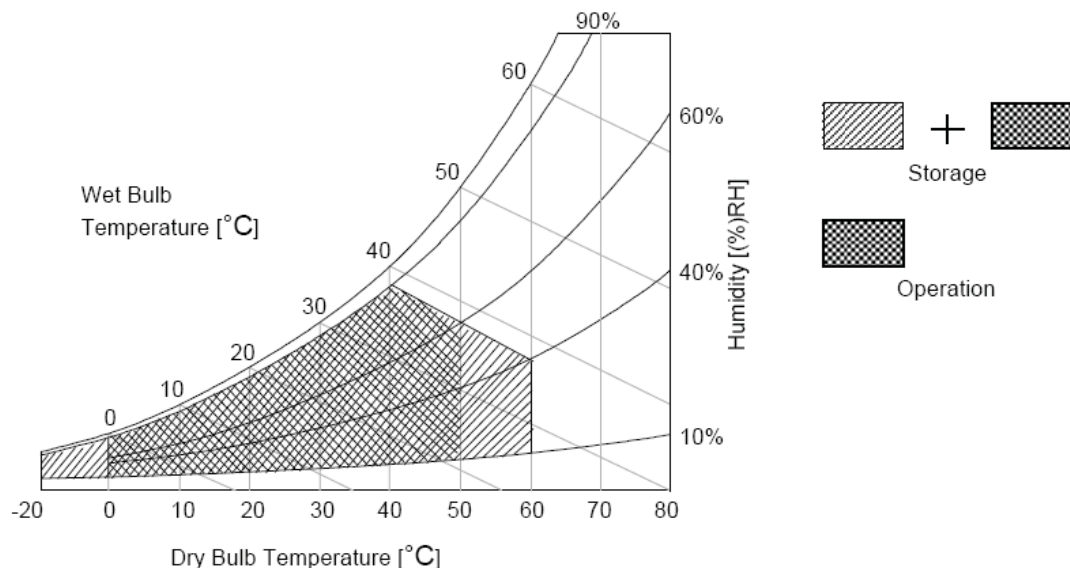 90%
60
60%
50
Storage
Wet Bulb
Temperature [°C]
Humidity [(%)RH]
40
40%
Operation
30
20
10
0
10%
-20 0 10 20 30 40 50 60 70 80
Dry Bulb Temperature [°C]